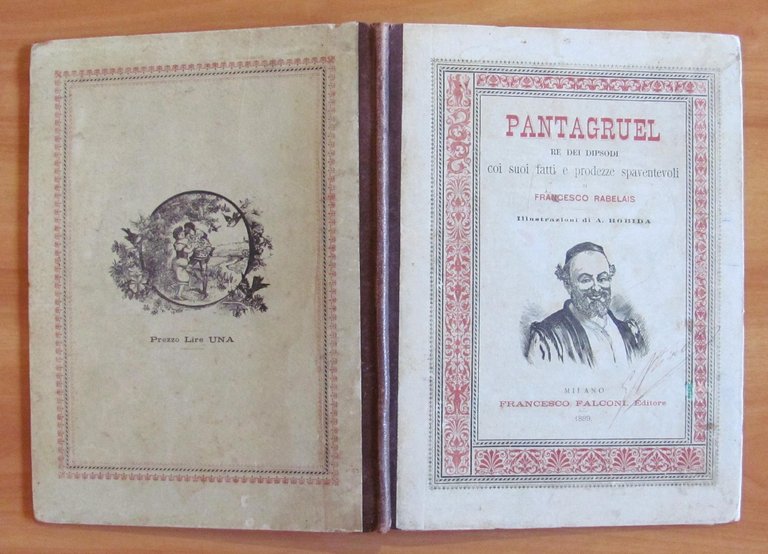 Prezzo Lire UNA
PANTAGRUEL
RE DEI DIPSODI
coi suoi fatti e prodezze spaventevoli
DI
FRANCESCO RABELAIS
Illustrazioni di A. ROBIDA
MILANO
FRANCESCO FALCONI, Editore